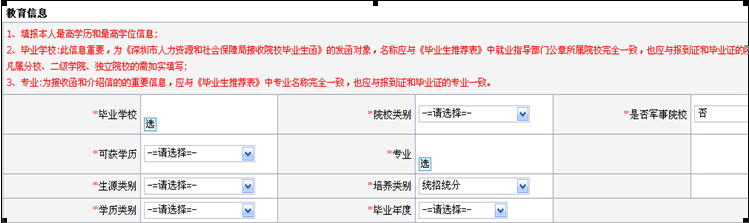 教育信息
1、填报本人最高学历和最高学位信息；
2、毕业学校:此信息重要，为《深圳市人力资源和社会保障局接收院校毕业生函》的发函对象，名称应与《毕业生推荐表》中就业指导部门公章所属院校完全一致，也应与报到证和毕业证的院
凡属分校、二级学院、独立院校的需如实填写；
3、专业:为接收函和介绍信的的重要信息，应与《毕业生推荐表》中专业名称完全一致，也应与报到证和毕业证的专业一致。
*毕业学校 选 *院校类别 -=请选择=- *是否军事院校 否
*可获学历 -=请选择=- *专业 选
*生源类别 -=请选择=- *培养类别 统招统分
*学历类别 -=请选择=- *毕业年度 -=请选择=-